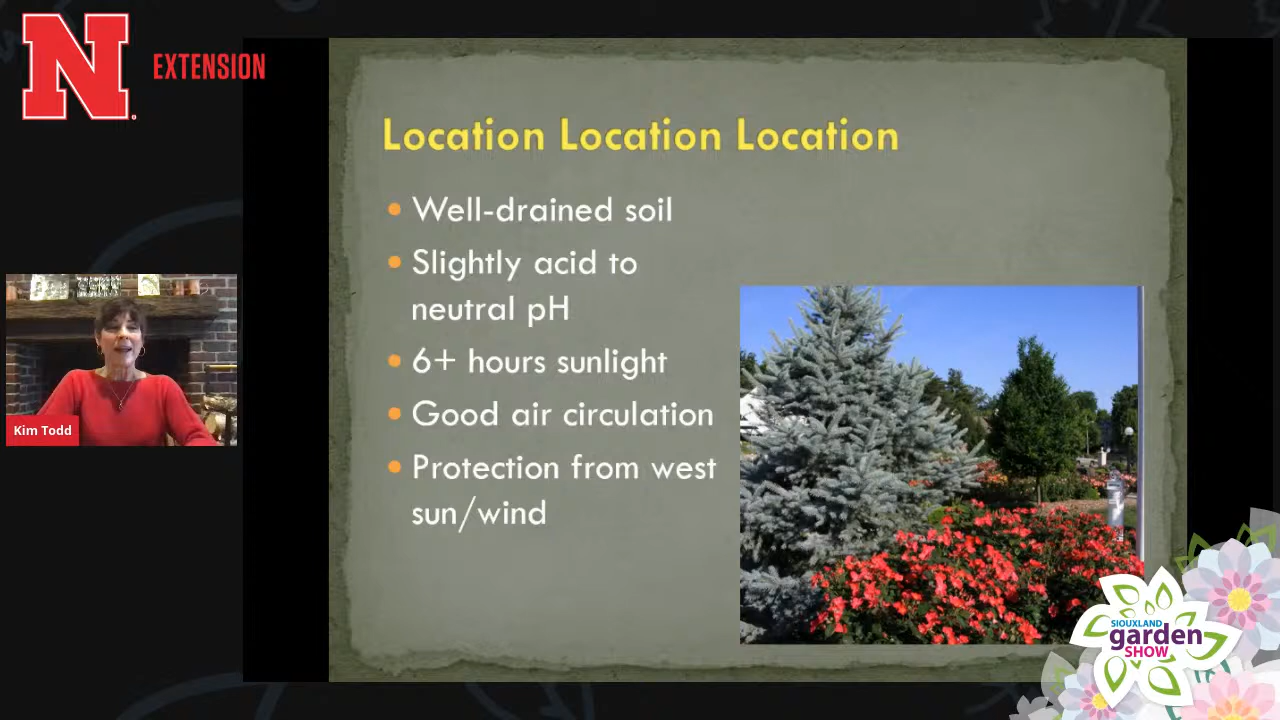 N
EXTENSION
Location Location Location
Well-drained soil
Slightly acid to
neutral pH
6+ hours sunlight
Good air circulation
Protection from west
sun/wind
Kim Todd
SIOUXLAND
garden
SHOW